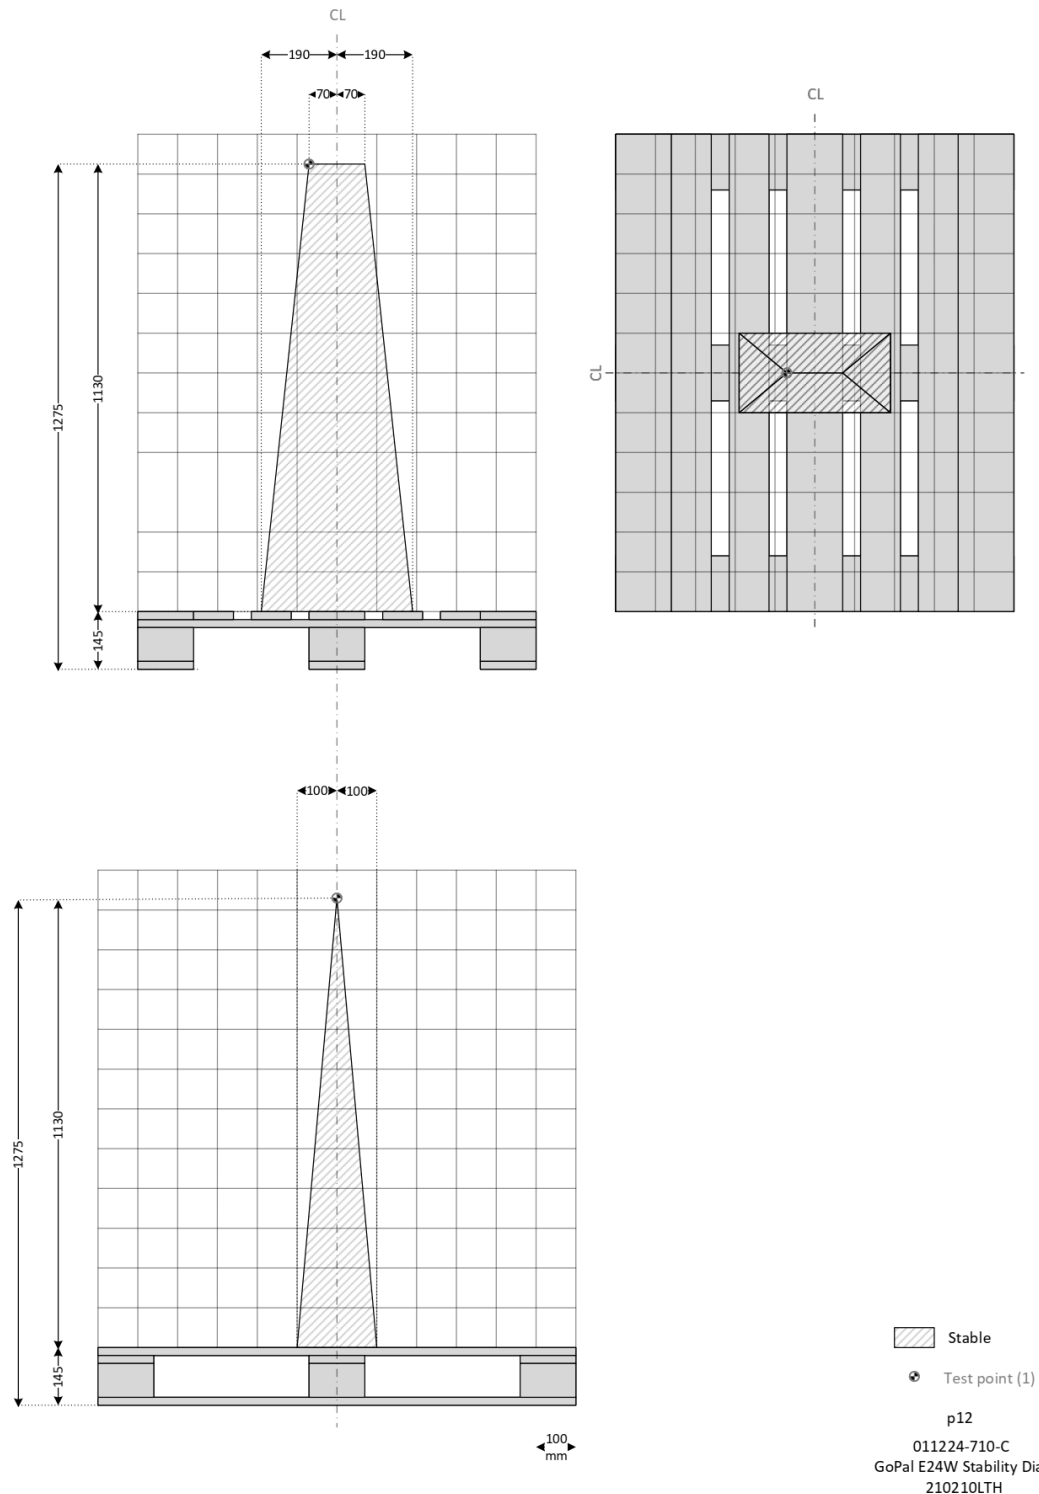 CL
190 190
70 70
CL
1130
1275
CL
145
100 100
1130
1275
145
Stable
Test point (1)
p12
100
mm
011224-710-C
GoPal E24W Stability Dia
210210LTH